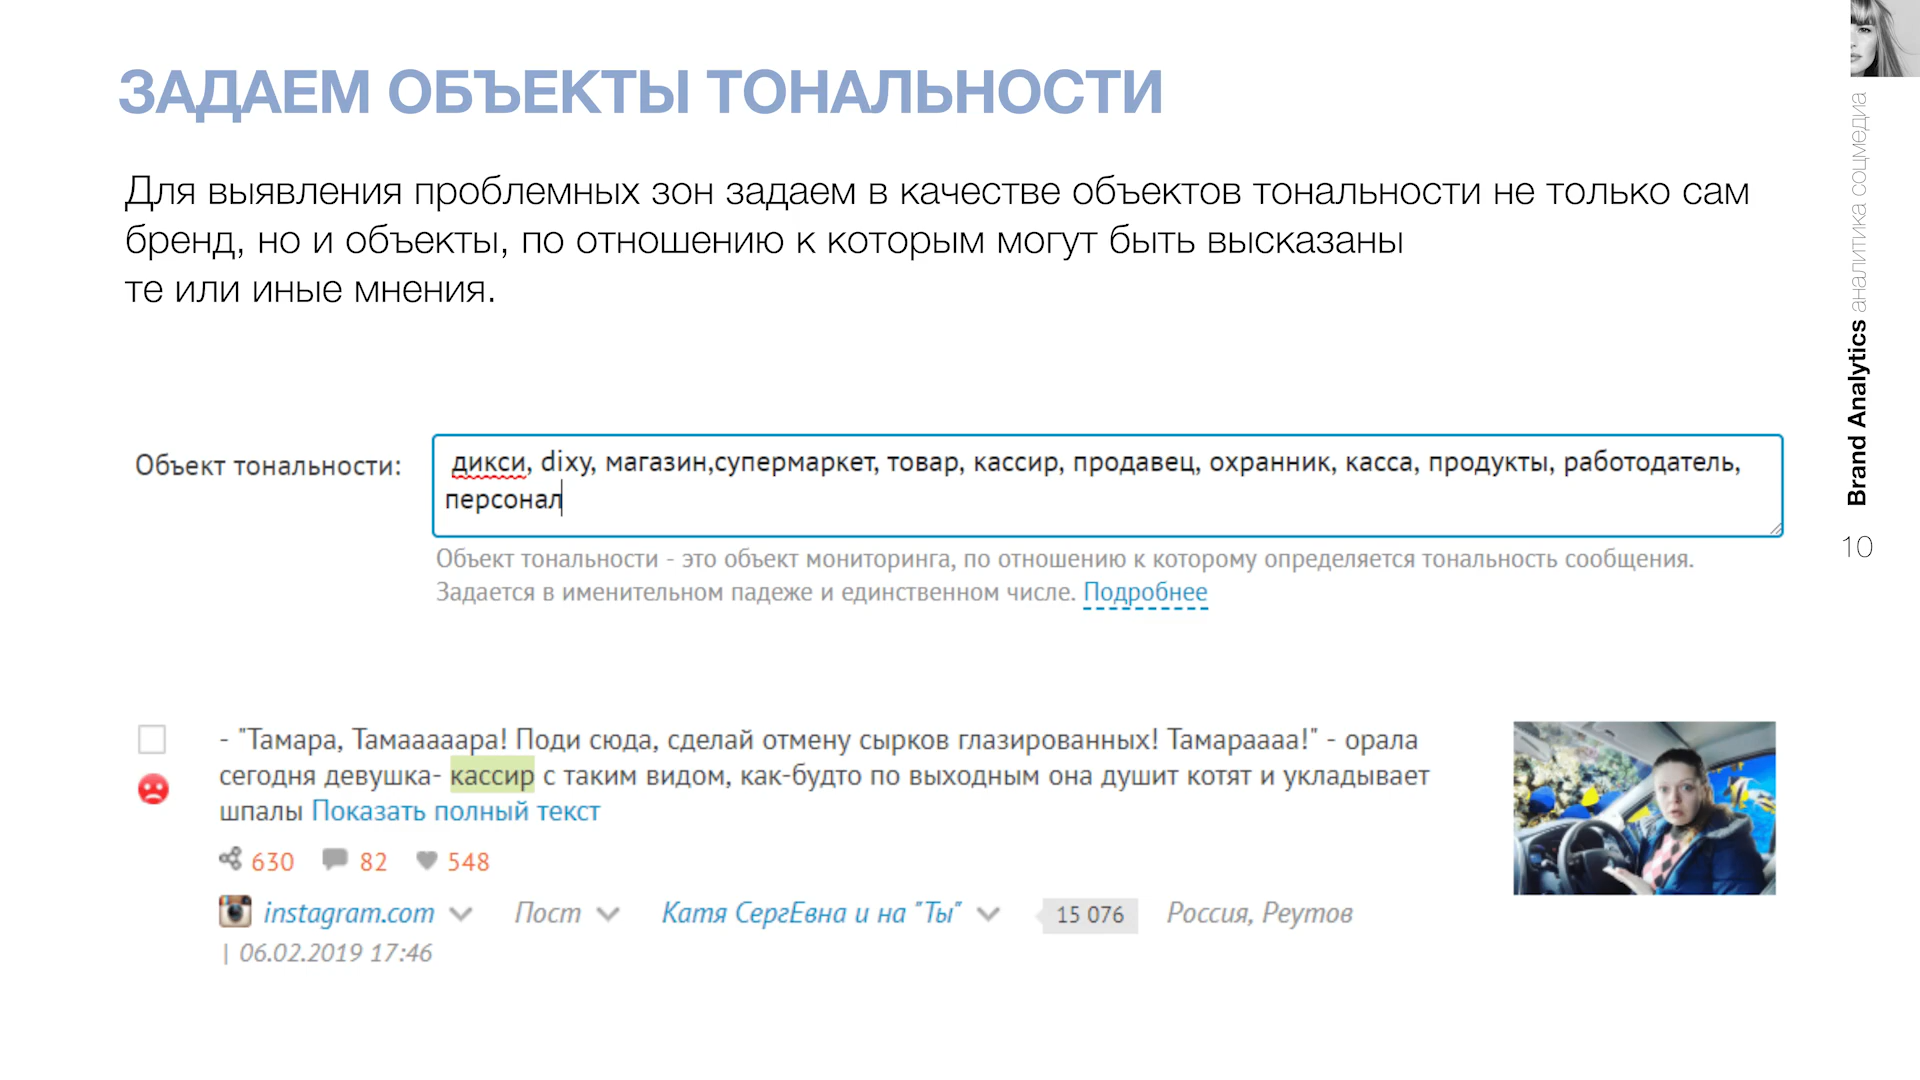 ЗАДАЕМ ОБЪЕКТЫ ТОНАЛЬНОСТИ
Для выявления проблемных зон задаем в качестве объектов тональности не только сам
бренд, но и объекты, по отношению к которым могут быть высказаны
те или иные мнения.
Объект тональности:
дикси, dixy, магазин,супермаркет, товар, кассир, продавец, охранник, касса, продукты, работодатель,
персонал
Объект тональности - это объект мониторинга, по отношению к которому определяется тональность сообщения.
Задается в именительном падеже и единственном числе. Подробнее
- "Тамара, Тамааааара! Поди сюда, сделай отмену сырков глазированных! Тамараааа!" - орала
сегодня девушка- кассир с таким видом, как-будто по выходным она душит котят и укладывает
шпалы Показать полный текст
630 82 548
instagram.com Пост Катя СергЕвна и на "Ты" 15 076 Россия, Реутов
| 06.02.2019 17:46
Brand Analytics аналитика соцмедиа
10